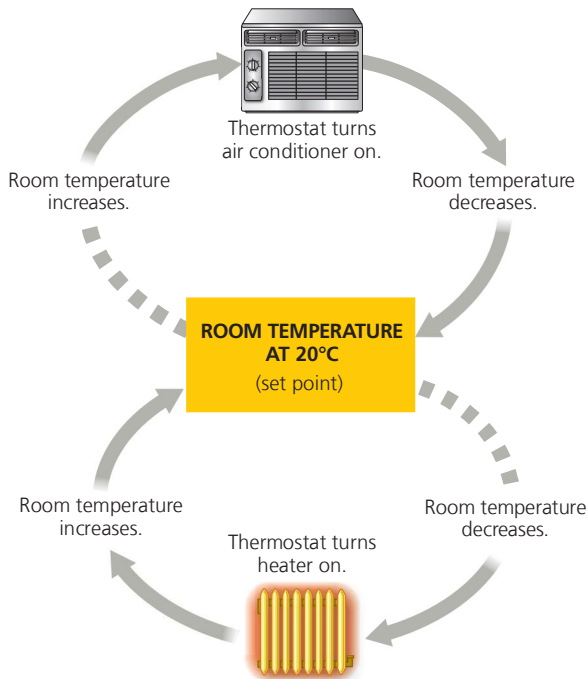 Thermostat turns
air conditioner on.
Room temperature
increases.
Room temperature
decreases.
ROOM TEMPERATURE
AT 20°C
(set point)
Room temperature
increases.
Room temperature
decreases.
Thermostat turns
heater on.